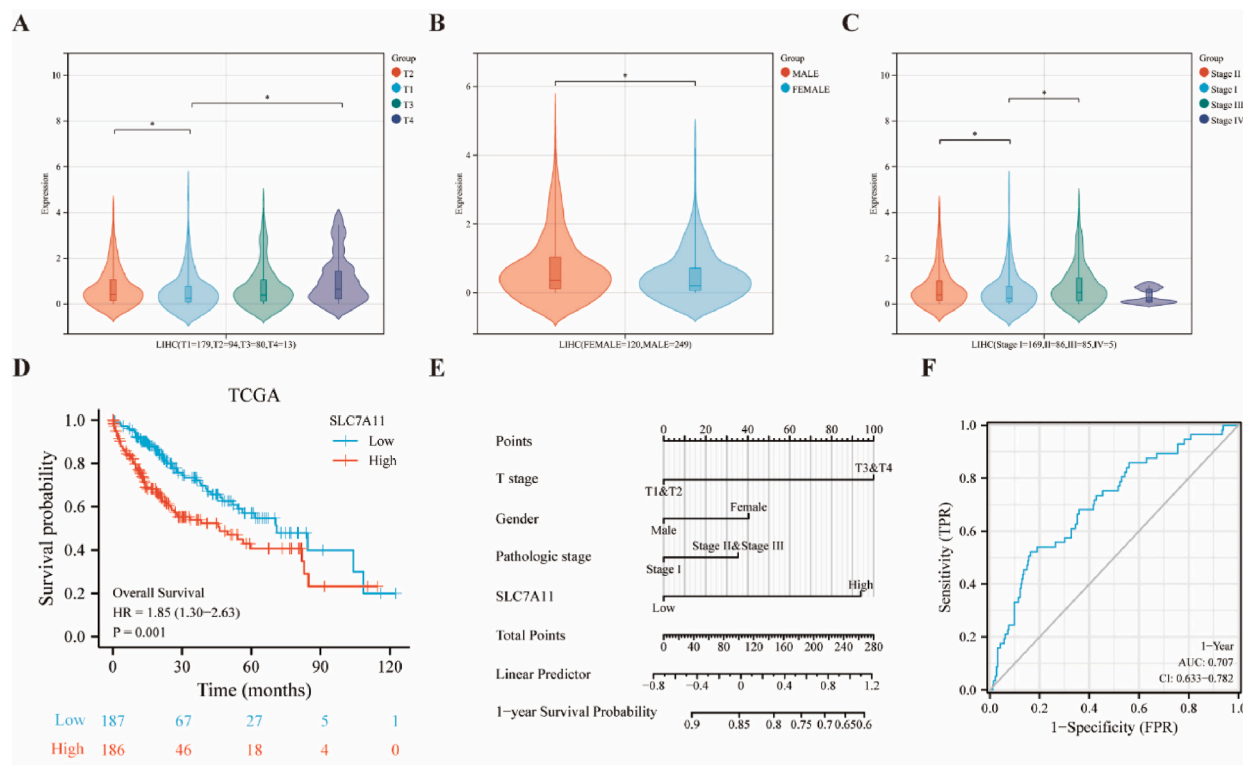 A
Group
T2
T1
T3
T4
10
8
6
4
2
0
Expression
*
*
LIHC(T1=179,T2=94,T3=80,T4=13)
B
Group
MALE
FEMALE
6
4
2
0
Expression
*
LIHC(FEMALE=120,MALE=249)
C
Group
Stage II
Stage I
Stage III
Stage IV
10
8
6
4
2
0
Expression
*
*
LIHC(Stage I=169,II=86,III=85,IV=5)
D
TCGA
SLC7A11
Low
High
1.0
0.8
0.6
0.4
0.2
0.0
Survival probability
Overall Survival
HR = 1.85 (1.30−2.63)
P = 0.001
0 30 60 90 120
Time (months)
Low 187 67 27 5 1
High 186 46 18 4 0
E
Points 0 20 40 60 80 100
T stage T1&T2 T3&T4
Gender Male Female
Pathologic stage Stage I Stage II&Stage III
SLC7A11 Low High
Total Points 0 40 80 120 160 200 240 280
Linear Predictor −0.8 −0.4 0 0.4 0.8 1.2
1−year Survival Probability 0.9 0.85 0.8 0.75 0.7 0.65 0.6
F
1.0
0.8
0.6
0.4
0.2
0.0
Sensitivity (TPR)
1−Year
AUC: 0.707
CI: 0.633−0.782
0.0 0.2 0.4 0.6 0.8 1.0
1−Specificity (FPR)